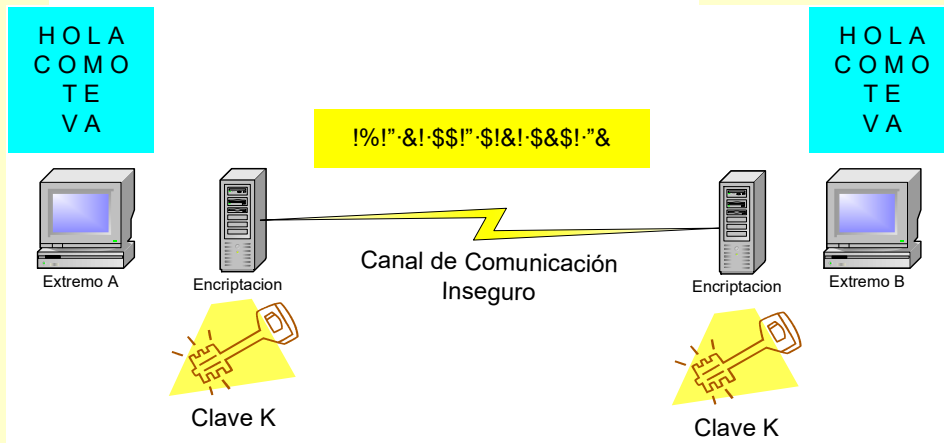 H O L A
C O M O
T E
V A
H O L A
C O M O
T E
V A
!%!”·&!·$$!”·$!&!·$&$!·”&
Canal de Comunicación
Inseguro
Extremo A
Encriptacion
Encriptacion
Extremo B
Clave K
Clave K